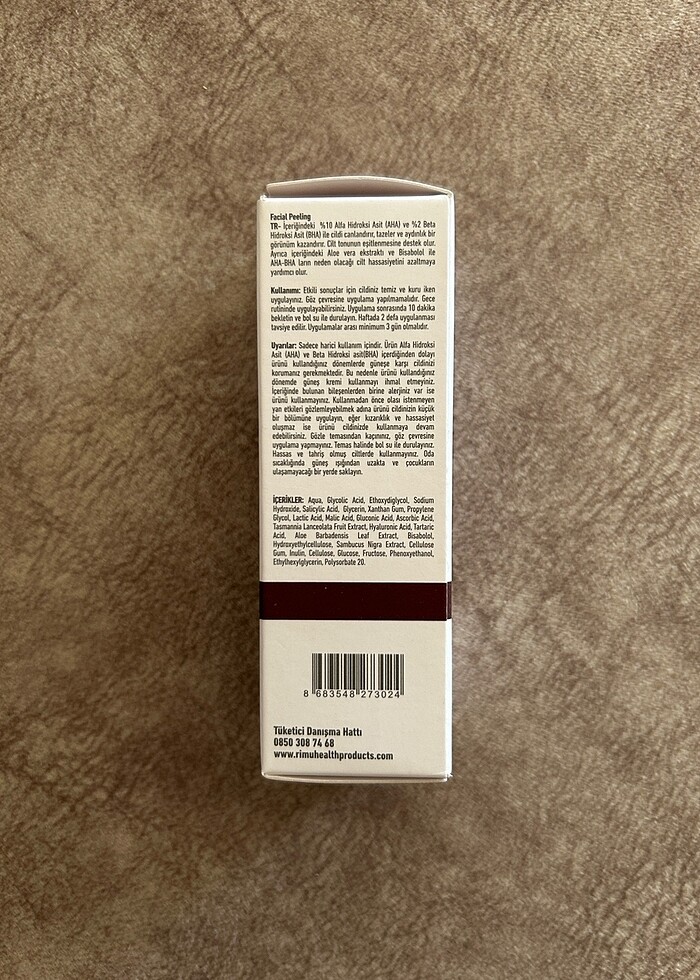 Facial Peeling
TR- İçeriğindeki %10 Alfa Hidroksi Asit (AHA) ve %2 Beta
Hidroksi Asit (BHA) ile cildi canlandırır, tazeler ve aydınlık bir
görünüm kazandırır. Cilt tonunun eşitlenmesine destek olur.
Ayrıca içeriğindeki Aloe vera ekstraktı ve Bisabolol ile
AHA-BHA ların neden olacağı cilt hassasiyetini azaltmaya
yardımcı olur.
Kullanımı: Etkili sonuçlar için cildiniz temiz ve kuru iken
uygulayınız. Göz çevresine uygulama yapılmamalıdır. Gece
rutininde uygulayabilirsiniz. Uygulama sonrasında 10 dakika
bekletin ve bol su ile durulayın. Haftada 2 defa uygulanması
tavsiye edilir. Uygulamalar arası minimum 3 gün olmalıdır.
Uyarılar: Sadece harici kullanım içindir. Ürün Alfa Hidroksi
Asit (AHA) ve Beta Hidroksi asit(BHA) içerdiğinden dolayı
ürünü kullandığınız dönemlerde güneşe karşı cildinizi
korumanız gerekmektedir. Bu nedenle ürünü kullandığınız
dönemde güneş kremi kullanmayı ihmal etmeyiniz.
İçeriğinde bulunan bileşenlerden birine alerjiniz var ise
ürünü kullanmayınız. Kullanmadan önce olası istenmeyen
yan etkileri gözlemleyebilmek adına ürünü cildinizin küçük
bir bölümüne uygulayın, eğer kızarıklık ve hassasiyet
oluşmaz ise ürünü cildinizde kullanmaya devam
edebilirsiniz. Gözle temasından kaçınınız, göz çevresine
uygulama yapmayınız. Temas halinde bol su ile durulayınız.
Hassas ve tahriş olmuş ciltlerde kullanmayınız. Oda
sıcaklığında güneş ışığından uzakta ve çocukların
ulaşamayacağı bir yerde saklayın.
İÇERİKLER: Aqua, Glycolic Acid, Ethoxydiglycol, Sodium
Hydroxide, Salicylic Acid, Glycerin, Xanthan Gum, Propylene
Glycol, Lactic Acid, Malic Acid, Gluconic Acid, Ascorbic Acid,
Tasmannia Lanceolata Fruit Extract, Hyaluronic Acid, Tartaric
Acid, Aloe Barbadensis Leaf Extract, Bisabolol,
Hydroxyethylcellulose, Sambucus Nigra Extract, Cellulose
Gum, Inulin, Cellulose, Glucose, Fructose, Phenoxyethanol,
Ethylhexylglycerin, Polysorbate 20.
8 683548 273024
Tüketici Danışma Hattı
0850 308 74 68
www.rimuhealthproducts.com